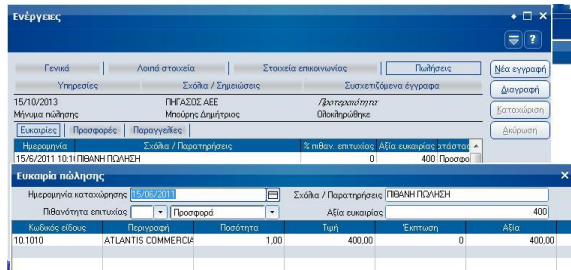 Ενέργειες
Γενικά Λοιπά στοιχεία Στοιχεία επικοινωνίας Πωλήσεις Νέα εγγραφή
Υπηρεσίες Σχόλια / Σημειώσεις Συσχετιζόμενα έγγραφα Διαγραφή
15/10/2013 ΠΗΓΑΣΟΣ ΑΕΕ Προτεραιότητα Καταχώριση
Μήνυμα πώλησης Μπούρης Δημήτριος Ολοκληρώθηκε
Ευκαιρίες Προσφορές Παραγγελίες Ακύρωση
Ημερομηνία Σχόλια / Παρατηρήσεις % πιθαν. επιτυχίας Αξία ευκαιρίας τάστασ
15/6/2011 10:1 ΠΙΘΑΝΗ ΠΩΛΗΣΗ 0 400 Προσφο
Ευκαιρία πώλησης
Ημερομηνία καταχώρησης 15/06/2011 Σχόλια / Παρατηρήσεις ΠΙΘΑΝΗ ΠΩΛΗΣΗ
Πιθανότητα επιτυχίας Προσφορά Αξία ευκαιρίας 400
Κωδικός είδους Περιγραφή Ποσότητα Τιμή Έκπτωση Αξία
10.1010 ATLANTIS COMMERCIA 1,00 400,00 0 400,00